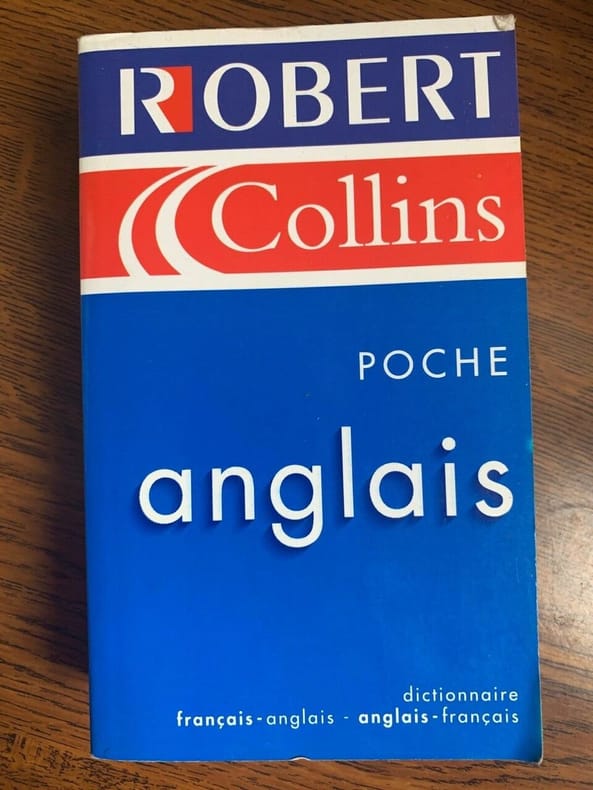 ROBERT
Collins
POCHE
anglais
dictionnaire
français-anglais - anglais-français